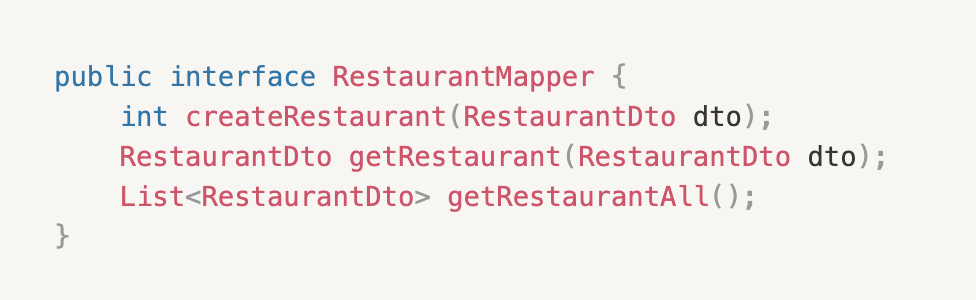 public interface RestaurantMapper {
    int createRestaurant(RestaurantDto dto);
    RestaurantDto getRestaurant(RestaurantDto dto);
    List<RestaurantDto> getRestaurantAll();
}